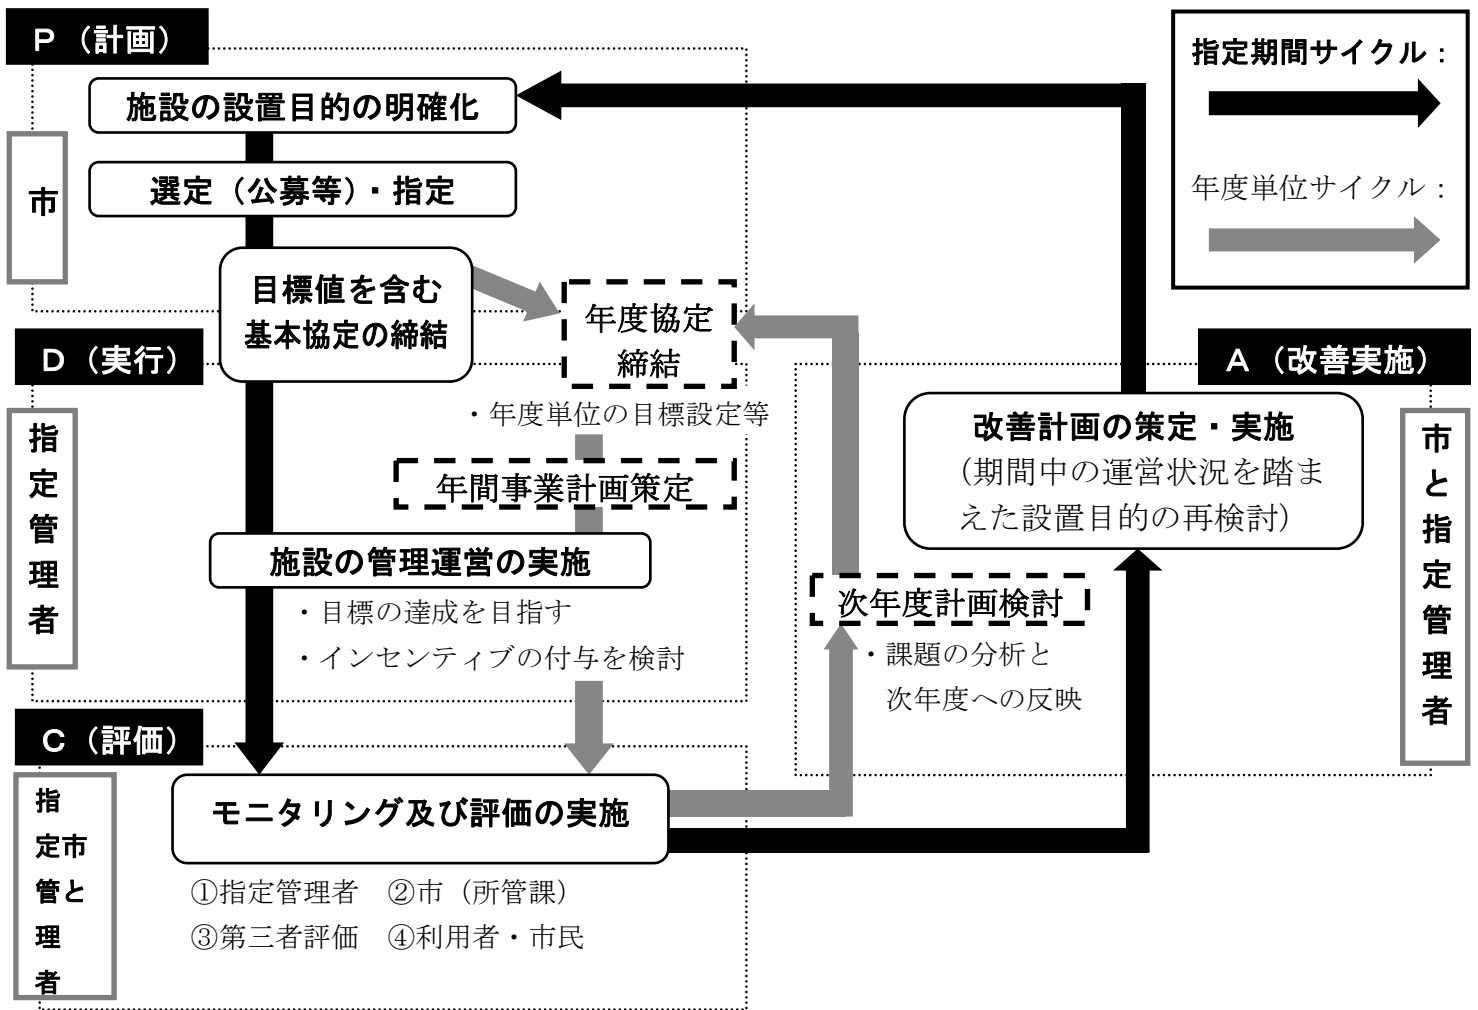 P（計画）
施設の設置目的の明確化
選定（公募等）・指定
市
目標値を含む
基本協定の締結
年度協定
締結
・年度単位の目標設定等
指定期間サイクル：
年度単位サイクル：
D（実行）
指定管理者
年間事業計画策定
施設の管理運営の実施
・目標の達成を目指す
・インセンティブの付与を検討
A（改善実施）
改善計画の策定・実施
（期間中の運営状況を踏ま
えた設置目的の再検討）
市と指定管理者
次年度計画検討
・課題の分析と
次年度への反映
C（評価）
市と
指定管理者
モニタリング及び評価の実施
①指定管理者　②市（所管課）
③第三者評価　④利用者・市民